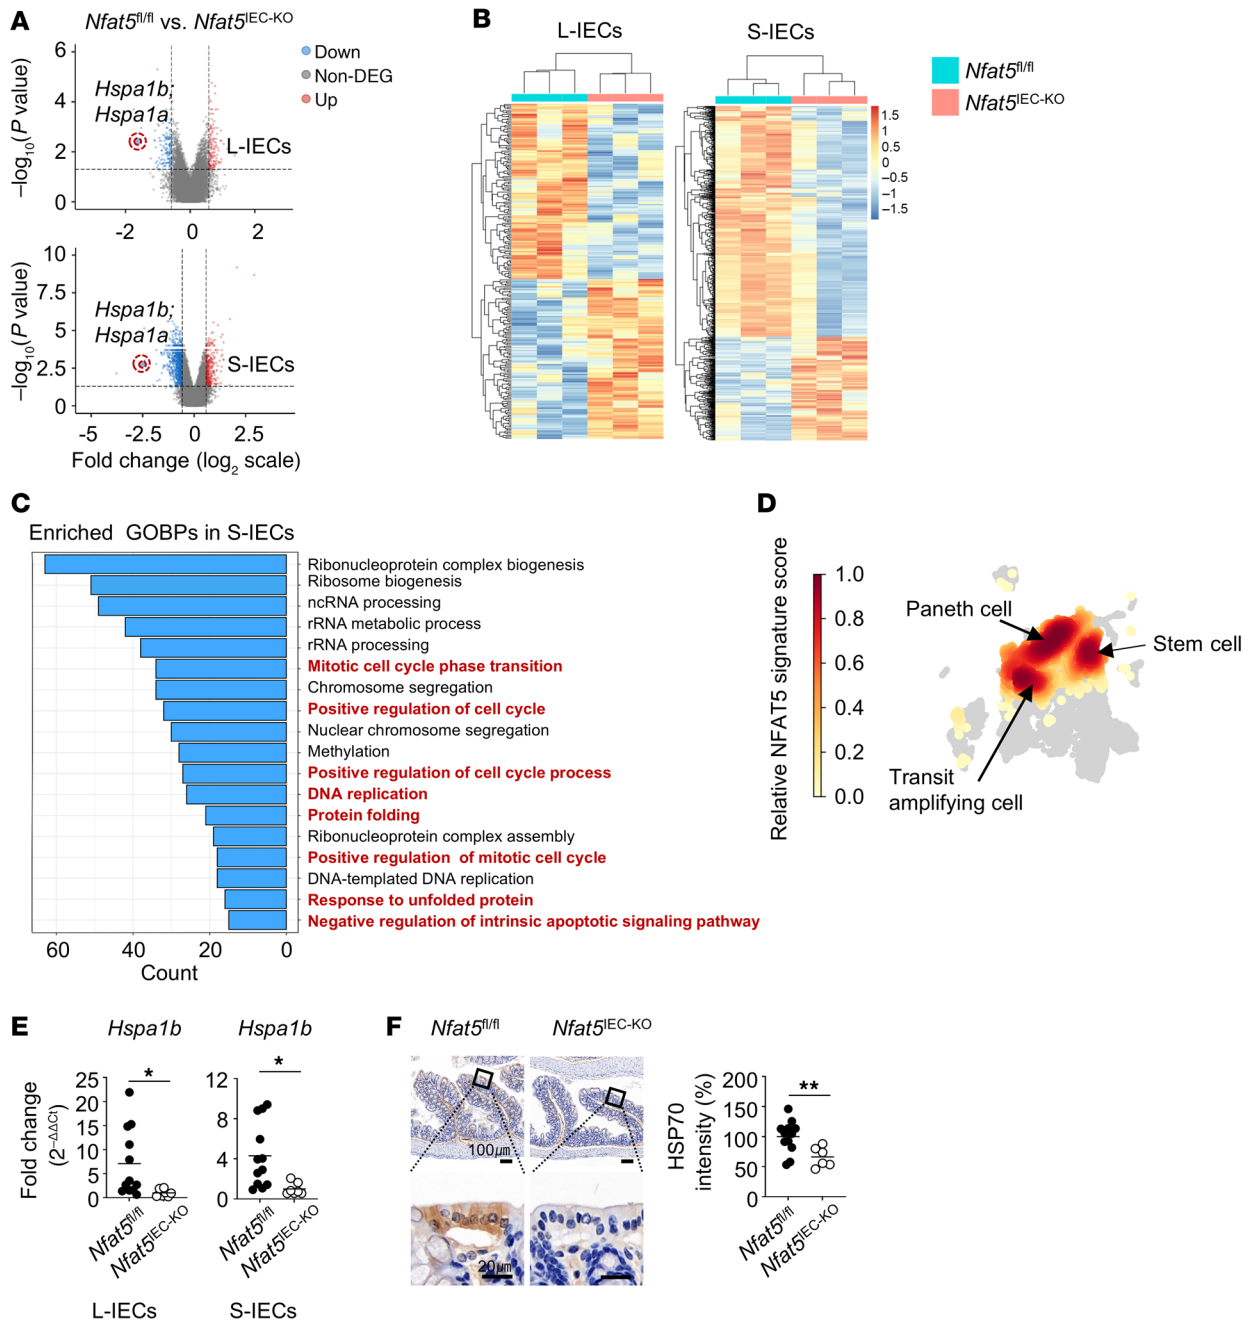 A
Nfat5fl/fl vs. Nfat5IEC-KO
Down
Non-DEG
Up
–log10(P value)
6
4
2
0
Hspa1b;
Hspa1a
L-IECs
-2
0
2
–log10(P value)
10
7.5
5
2.5
0
Hspa1b;
Hspa1a
S-IECs
-5
-2.5
0
2.5
Fold change (log2 scale)
B
L-IECs
S-IECs
Nfat5fl/fl
Nfat5IEC-KO
1.5
1
0.5
0
−0.5
−1
−1.5
C
Enriched GOBPs in S-IECs
Ribonucleoprotein complex biogenesis
Ribosome biogenesis
ncRNA processing
rRNA metabolic process
rRNA processing
Mitotic cell cycle phase transition
Chromosome segregation
Positive regulation of cell cycle
Nuclear chromosome segregation
Methylation
Positive regulation of cell cycle process
DNA replication
Protein folding
Ribonucleoprotein complex assembly
Positive regulation of mitotic cell cycle
DNA-templated DNA replication
Response to unfolded protein
Negative regulation of intrinsic apoptotic signaling pathway
60
40
20
0
Count
D
Relative NFAT5 signature score
1.0
0.8
0.6
0.4
0.2
0.0
Paneth cell
Stem cell
Transit
amplifying cell
E
Hspa1b
Hspa1b
Fold change
(2−ΔΔCt)
25
20
15
10
5
0
*
12
8
4
0
*
Nfat5fl/fl
Nfat5IEC-KO
Nfat5fl/fl
Nfat5IEC-KO
L-IECs
S-IECs
F
Nfat5fl/fl
Nfat5IEC-KO
100μm
20μm
HSP70
intensity (%)
200
150
100
50
0
**
Nfat5fl/fl
Nfat5IEC-KO